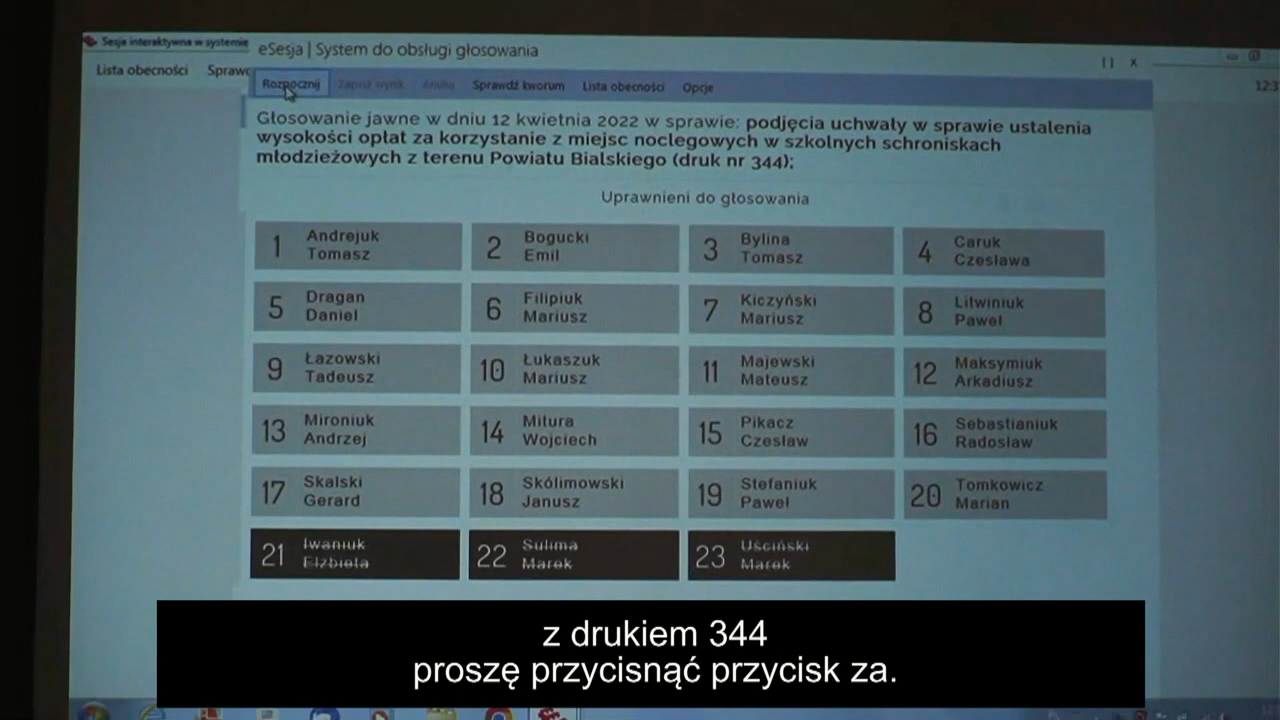 Sesja interaktywna w systemie
eSesja | System do obsługi głosowania
Lista obecności
Rozpocznij Zapisz wynik Anuluj Sprawdź kworum Lista obecności Opcje
Głosowanie jawne w dniu 12 kwietnia 2022 w sprawie: podjęcia uchwały w sprawie ustalenia
wysokości opłat za korzystanie z miejsc noclegowych w szkolnych schroniskach
młodzieżowych z terenu Powiatu Bialskiego (druk nr 344);
Uprawnieni do głosowania
1 Andrejuk Tomasz
2 Bogucki Emil
3 Bylina Tomasz
4 Caruk Czesława
5 Dragan Daniel
6 Filipiuk Mariusz
7 Kiczyński Mariusz
8 Litwiniuk Paweł
9 Łazowski Tadeusz
10 Łukaszuk Mariusz
11 Majewski Mateusz
12 Maksymiuk Arkadiusz
13 Mironiuk Andrzej
14 Mitura Wojciech
15 Pikacz Czesław
16 Sebastianiuk Radosław
17 Skalski Gerard
18 Skólimowski Janusz
19 Stefaniuk Paweł
20 Tomkowicz Marian
21 Iwaniuk Elżbieta
22 Sulima Marek
23 Uściński Marek
z drukiem 344
proszę przycisnąć przycisk za.